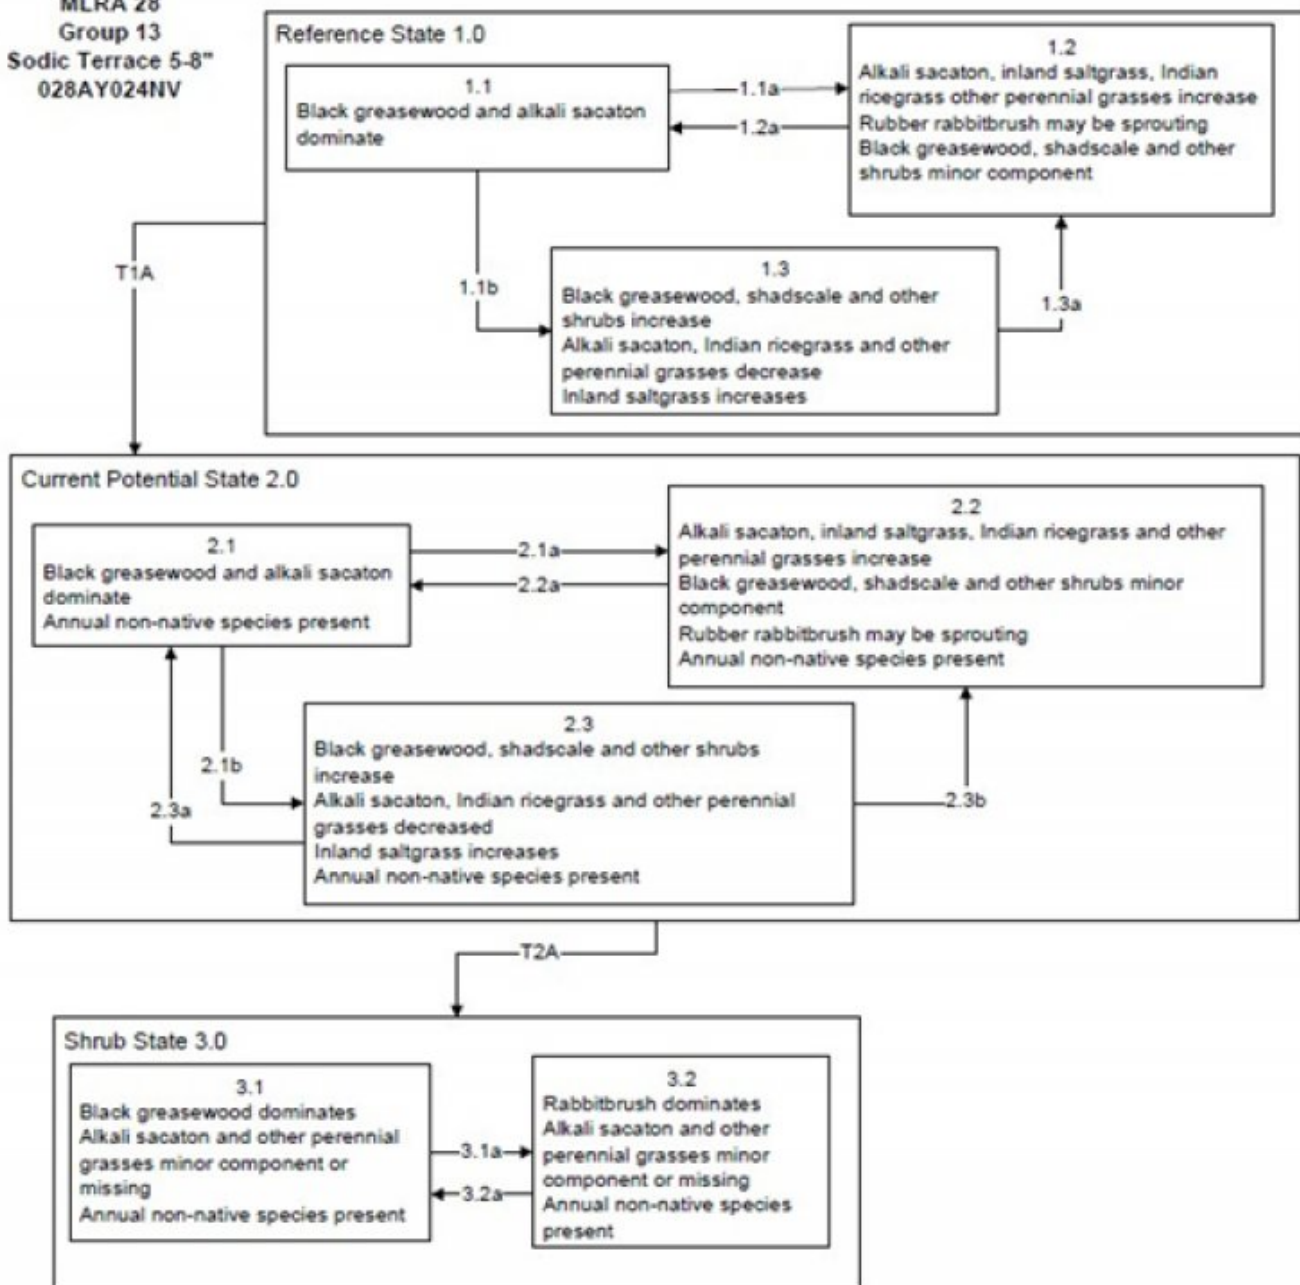 MLRA 28
Group 13
Sodic Terrace 5-8"
028AY024NV
Reference State 1.0
1.1
Black greasewood and alkali sacaton
dominate
1.1a
1.2a
1.2
Alkali sacaton, inland saltgrass, Indian
ricegrass other perennial grasses increase
Rubber rabbitbrush may be sprouting
Black greasewood, shadscale and other
shrubs minor component
T1A
1.1b
1.3
Black greasewood, shadscale and other
shrubs increase
Alkali sacaton, Indian ricegrass and other
perennial grasses decrease
Inland saltgrass increases
1.3a
Current Potential State 2.0
2.1
Black greasewood and alkali sacaton
dominate
Annual non-native species present
2.1a
2.2a
2.2
Alkali sacaton, inland saltgrass, Indian ricegrass and other
perennial grasses increase
Black greasewood, shadscale and other shrubs minor
component
Rubber rabbitbrush may be sprouting
Annual non-native species present
2.1b
2.3a
2.3
Black greasewood, shadscale and other shrubs
increase
Alkali sacaton, Indian ricegrass and other perennial
grasses decreased
Inland saltgrass increases
Annual non-native species present
2.3b
T2A
Shrub State 3.0
3.1
Black greasewood dominates
Alkali sacaton and other perennial
grasses minor component or
missing
Annual non-native species present
3.1a
3.2a
3.2
Rabbitbrush dominates
Alkali sacaton and other
perennial grasses minor
component or missing
Annual non-native species
present